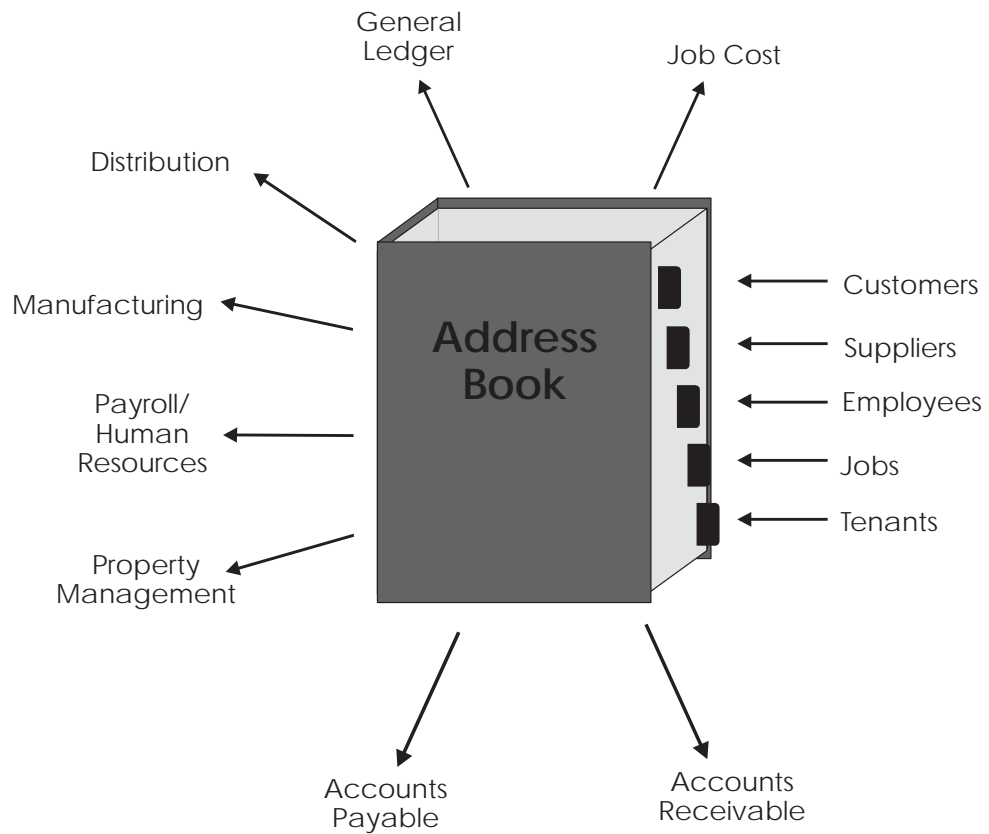 General
Ledger
Job Cost
Distribution
Manufacturing
Payroll/
Human
Resources
Property
Management
Address
Book
Customers
Suppliers
Employees
Jobs
Tenants
Accounts
Payable
Accounts
Receivable